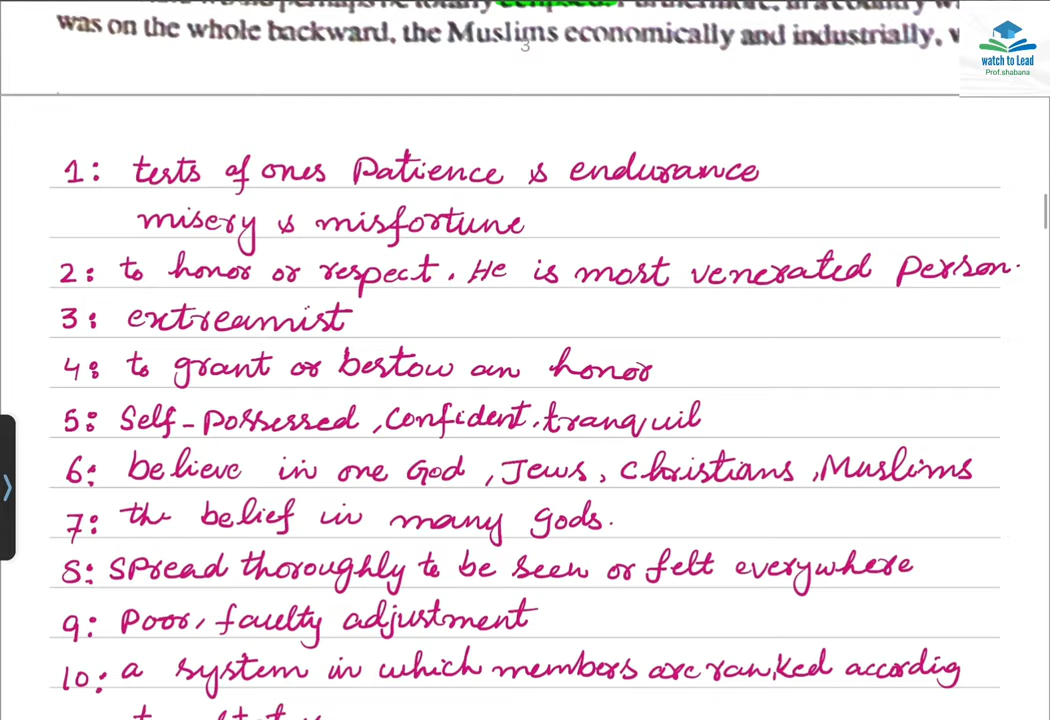 was on the whole backward, the Muslims economically and industrially,
3
watch to Lead
Prof.shabana
1: tests of ones Patience & endurance
misery & misfortune
2: to honor or respect. He is most venerated Person.
3: extreamist
4: to grant or bestow an honor
5: Self-possessed, confident, tranquil
6: believe in one God, Jews, Christians, Muslims
7: the belief in many gods.
8: SPread thoroughly to be seen or felt everywhere
9: Poor, faulty adjustment
10: a system in which members are ranked accordig